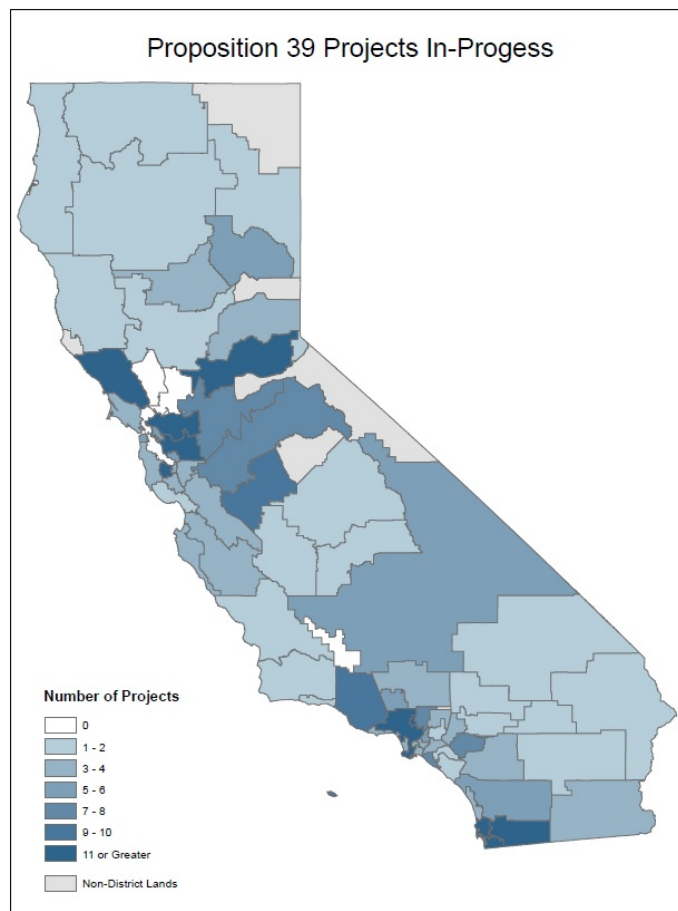 Proposition 39 Projects In-Progess
Number of Projects
0
1 - 2
3 - 4
5 - 6
7 - 8
9 - 10
11 or Greater
Non-District Lands